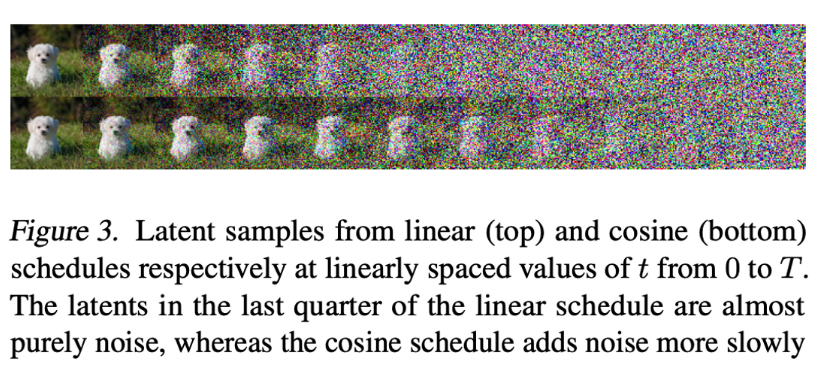 Figure 3. Latent samples from linear (top) and cosine (bottom)
schedules respectively at linearly spaced values of t from 0 to T.
The latents in the last quarter of the linear schedule are almost
purely noise, whereas the cosine schedule adds noise more slowly